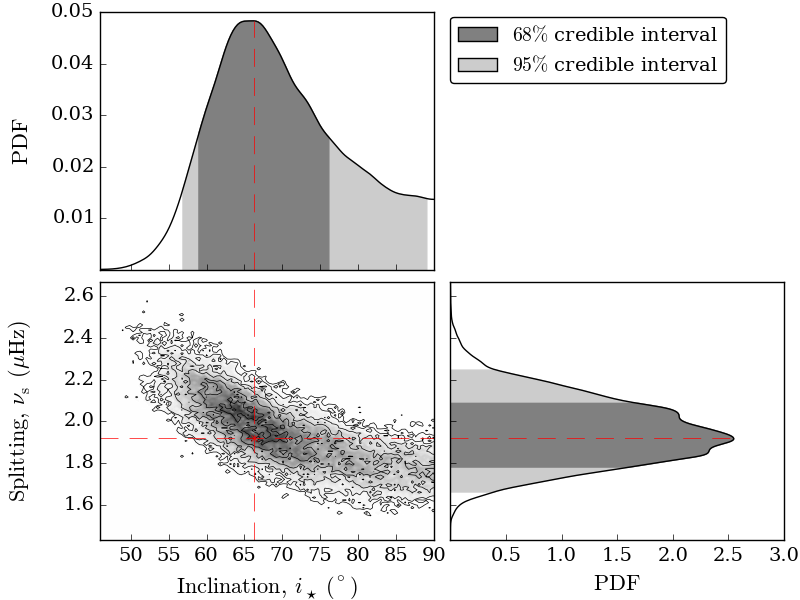 0.05
0.04
0.03
0.02
0.01
PDF
68% credible interval
95% credible interval
2.6
2.4
2.2
2.0
1.8
1.6
Splitting, νs (μHz)
50 55 60 65 70 75 80 85 90
Inclination, i⋆ (°)
0.5 1.0 1.5 2.0 2.5 3.0
PDF